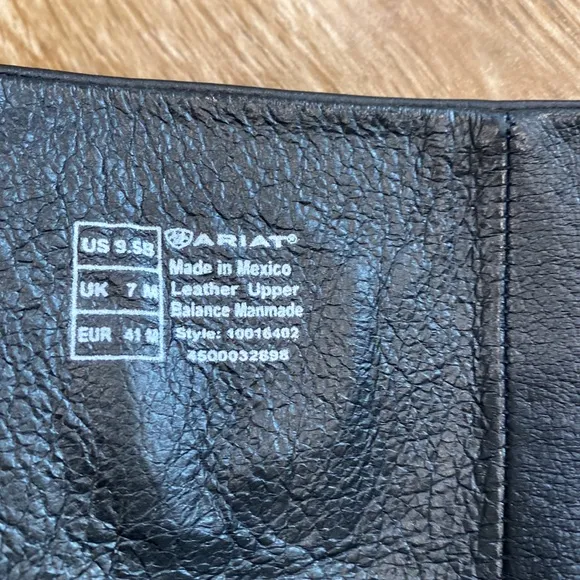 US 9.5B
UK 7 M
EUR 41 M
ARIAT®
Made in Mexico
Leather Upper
Balance Manmade
Style: 10016402
4500032898